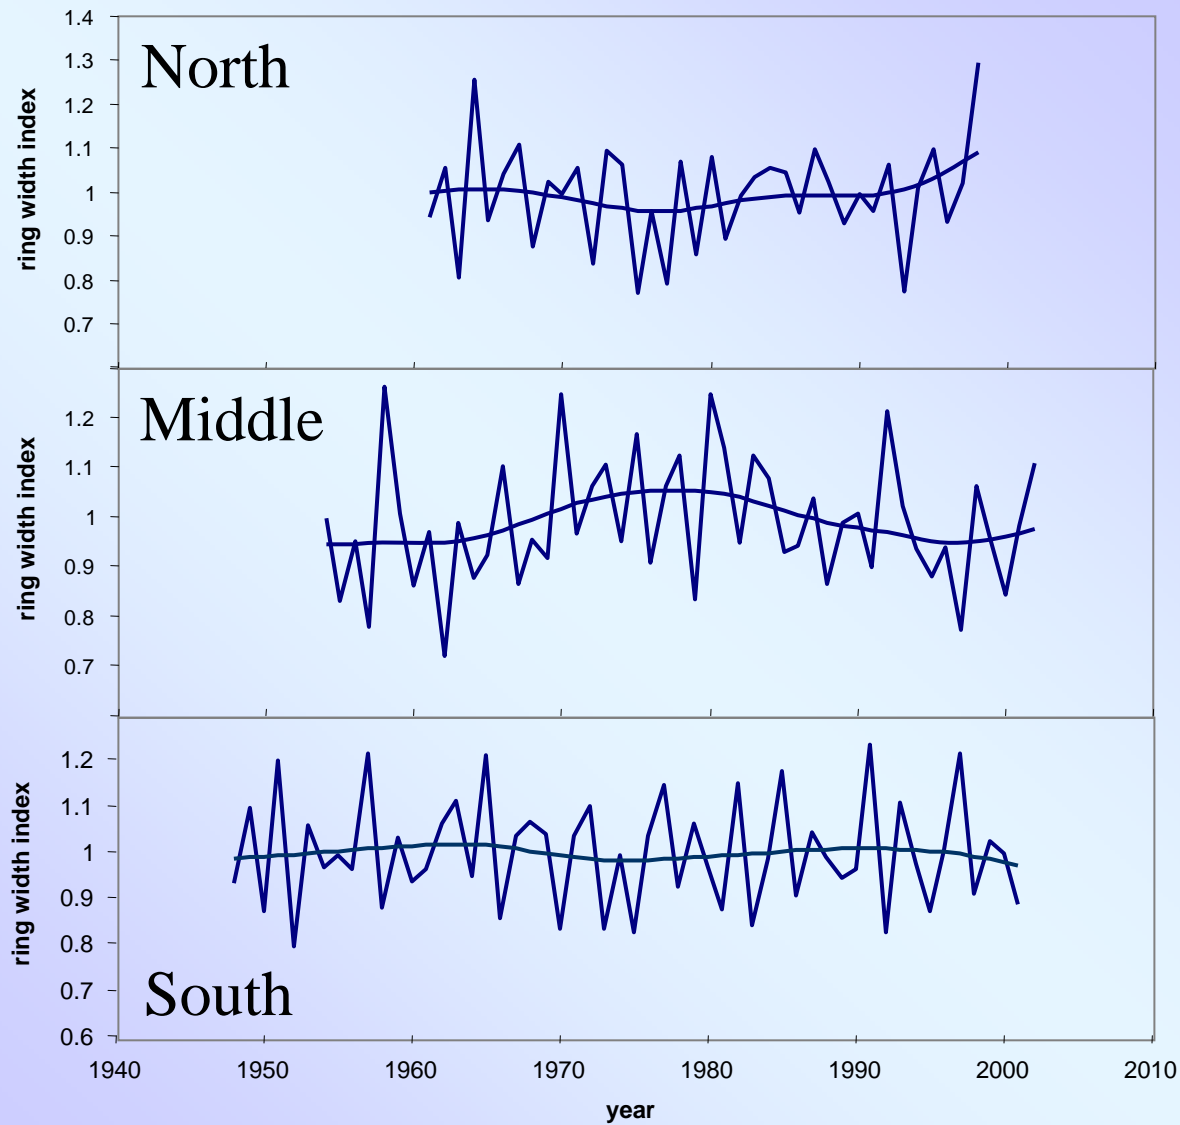 1.4
1.3
1.2
1.1
1
0.9
0.8
0.7
ring width index
North
1.2
1.1
1
0.9
0.8
0.7
ring width index
Middle
1.2
1.1
1
0.9
0.8
0.7
0.6
ring width index
South
1940 1950 1960 1970 1980 1990 2000 2010
year